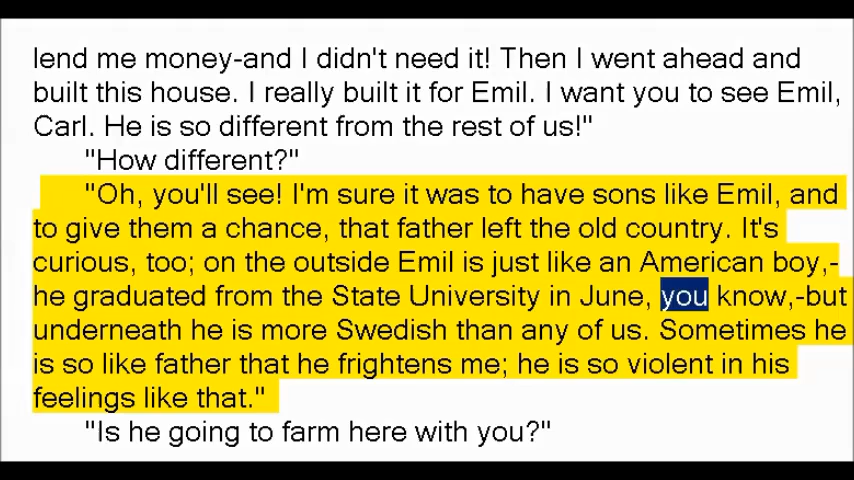 lend me money-and I didn't need it! Then I went ahead and
built this house. I really built it for Emil. I want you to see Emil,
Carl. He is so different from the rest of us!"
"How different?"
"Oh, you'll see! I'm sure it was to have sons like Emil, and
to give them a chance, that father left the old country. It's
curious, too; on the outside Emil is just like an American boy,-
he graduated from the State University in June, you know,-but
underneath he is more Swedish than any of us. Sometimes he
is so like father that he frightens me; he is so violent in his
feelings like that."
"Is he going to farm here with you?"